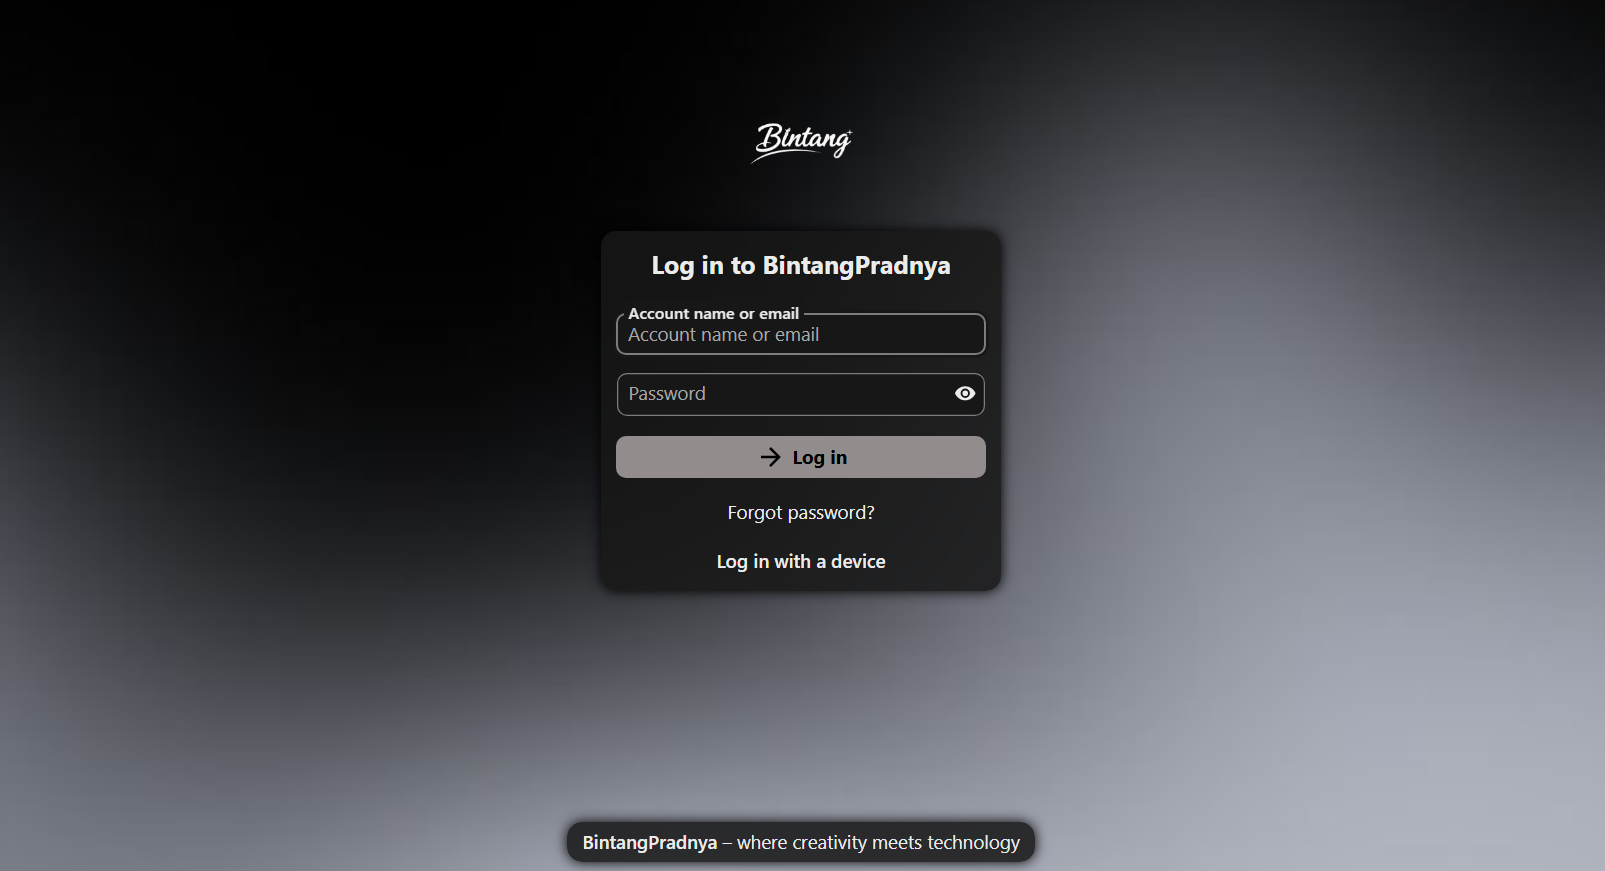 Bintang
Log in to BintangPradnya
Account name or email
Account name or email
Password
Log in
Forgot password?
Log in with a device
BintangPradnya – where creativity meets technology